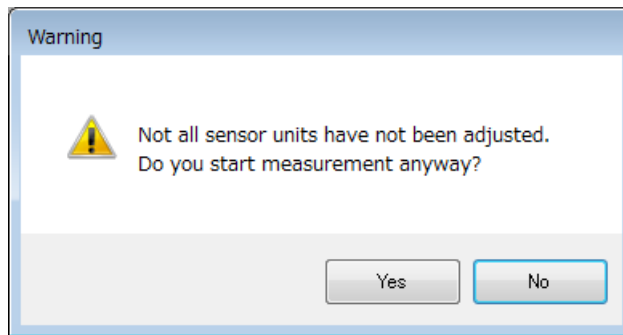 Warning
Not all sensor units have not been adjusted.
Do you start measurement anyway?
Yes
No